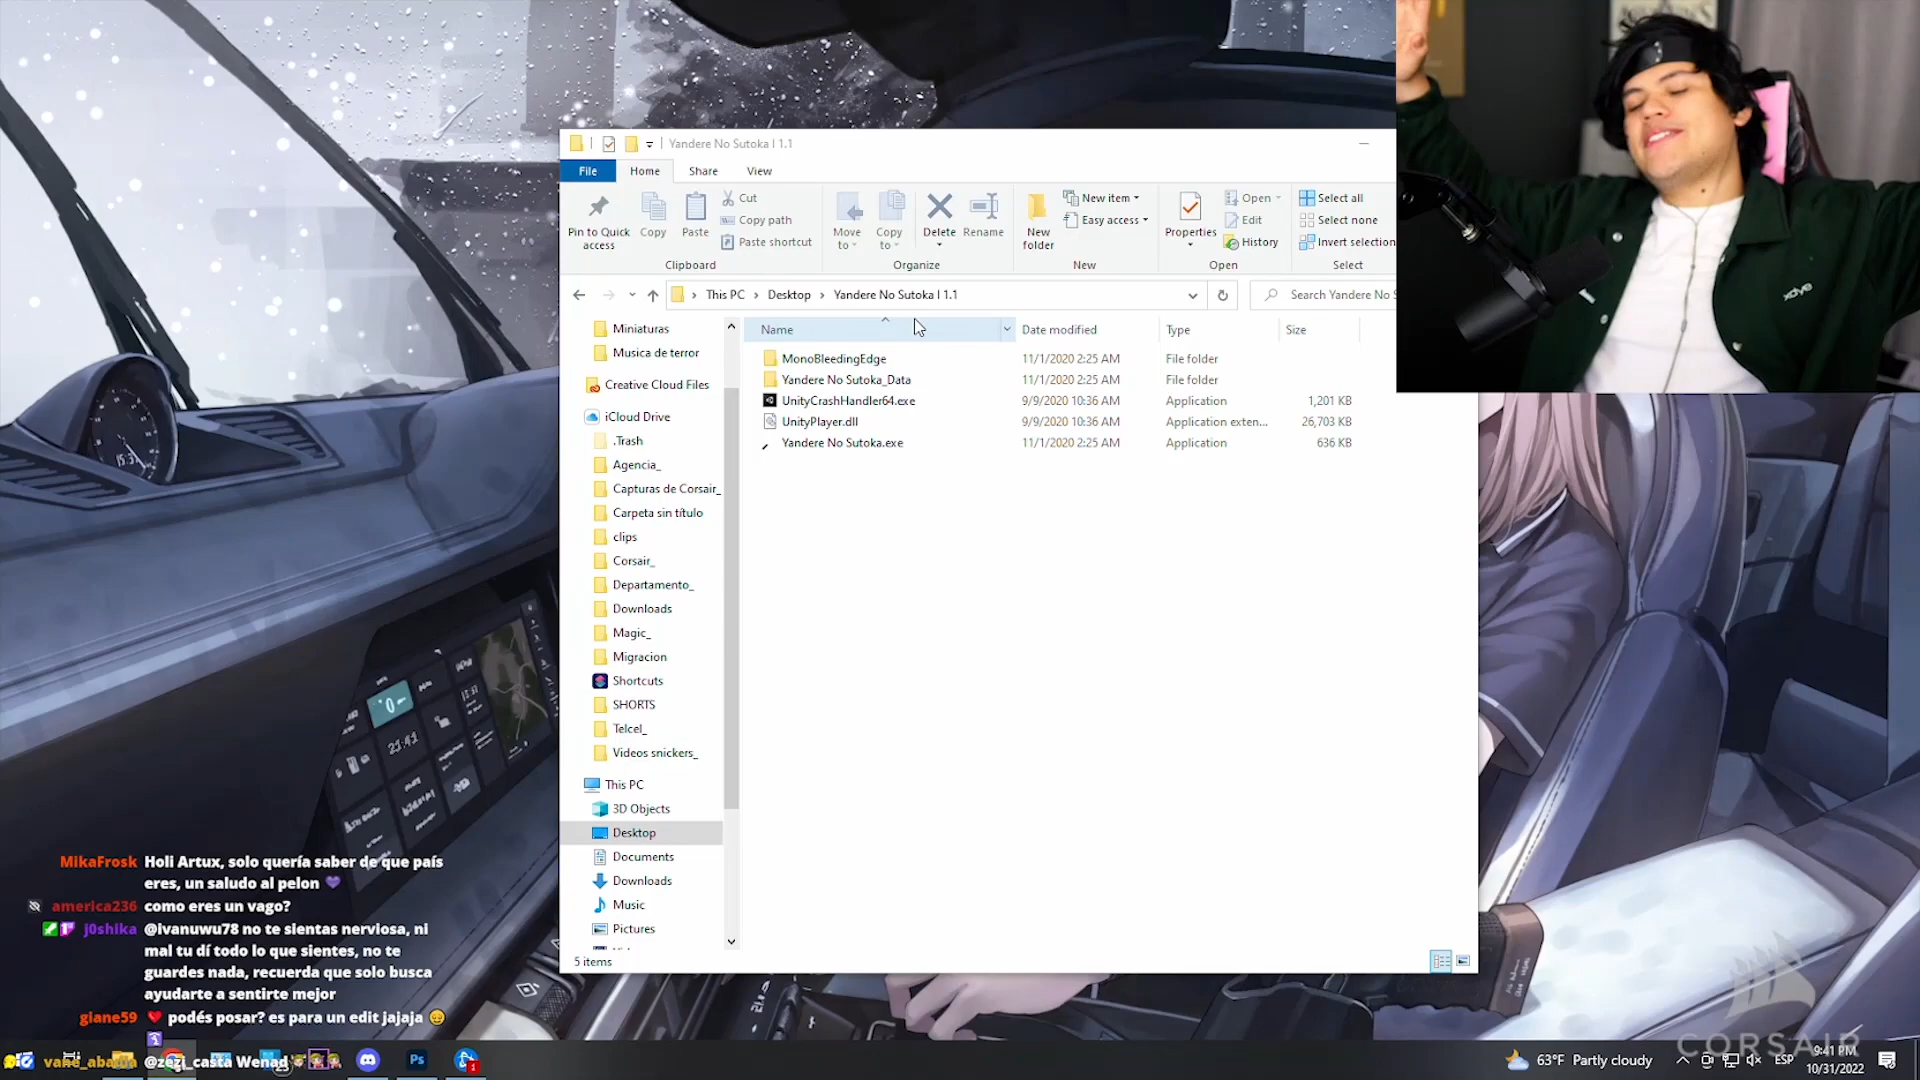 Yandere No Sutoka l 1.1
File Home Share View
Pin to Quick access
Copy
Paste
Cut
Copy path
Paste shortcut
Clipboard
Move to
Copy to
Delete
Rename
Organize
New folder
New item
Easy access
New
Properties
Open
Edit
History
Open
Select all
Select none
Invert selection
Select
This PC > Desktop > Yandere No Sutoka l 1.1
Search Yandere No S
Name Date modified Type Size
MonoBleedingEdge 11/1/2020 2:25 AM File folder
Yandere No Sutoka_Data 11/1/2020 2:25 AM File folder
UnityCrashHandler64.exe 9/9/2020 10:36 AM Application 1,201 KB
UnityPlayer.dll 9/9/2020 10:36 AM Application exten... 26,703 KB
Yandere No Sutoka.exe 11/1/2020 2:25 AM Application 636 KB
Miniaturas
Musica de terror
Creative Cloud Files
iCloud Drive
.Trash
Agencia_
Capturas de Corsair_
Carpeta sin título
clips
Corsair_
Departamento_
Downloads
Magic_
Migracion
Shortcuts
SHORTS
Telcel_
Videos snickers_
This PC
3D Objects
Desktop
Documents
Downloads
Music
Pictures
5 items
xdye
21:41
MikaFrosk Holi Artux, solo quería saber de que país
eres, un saludo al pelon 💜
america236 como eres un vago?
j0shika @ivanuwu78 no te sientas nerviosa, ni
mal tu dí todo lo que sientes, no te
guardes nada, recuerda que solo busca
ayudarte a sentirte mejor
giane59 ❤ podés posar? es para un edit jajaja
@zezi_casta Wenad
Ps
1
CORSAIR
63°F Partly cloudy
ESP
9:41 PM
10/31/2022